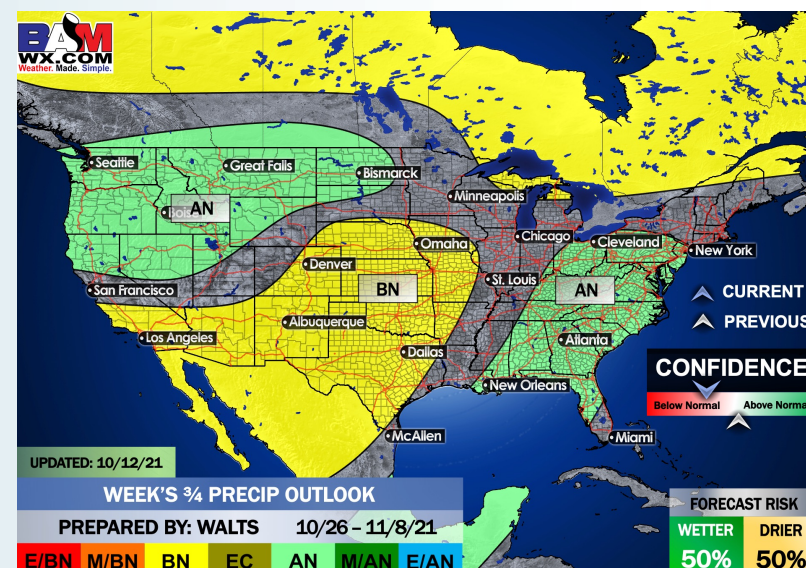 BAM
WX.COM
Weather. Made. Simple.
Seattle
Great Falls
Bismarck
AN
Minneapolis
Omaha
Chicago
Cleveland
New York
Denver
San Francisco
BN
St. Louis
AN
CURRENT
PREVIOUS
Albuquerque
Los Angeles
Dallas
Atlanta
New Orleans
CONFIDENCE
Below Normal
Above Norma
McAllen
Miami
UPDATED: 10/12/21
WEEK'S ¾ PRECIP OUTLOOK
PREPARED BY: WALTS 10/26 – 11/8/21
E/BN M/BN BN EC AN M/AN E/AN
FORECAST RISK
WETTER DRIER
50% 50%